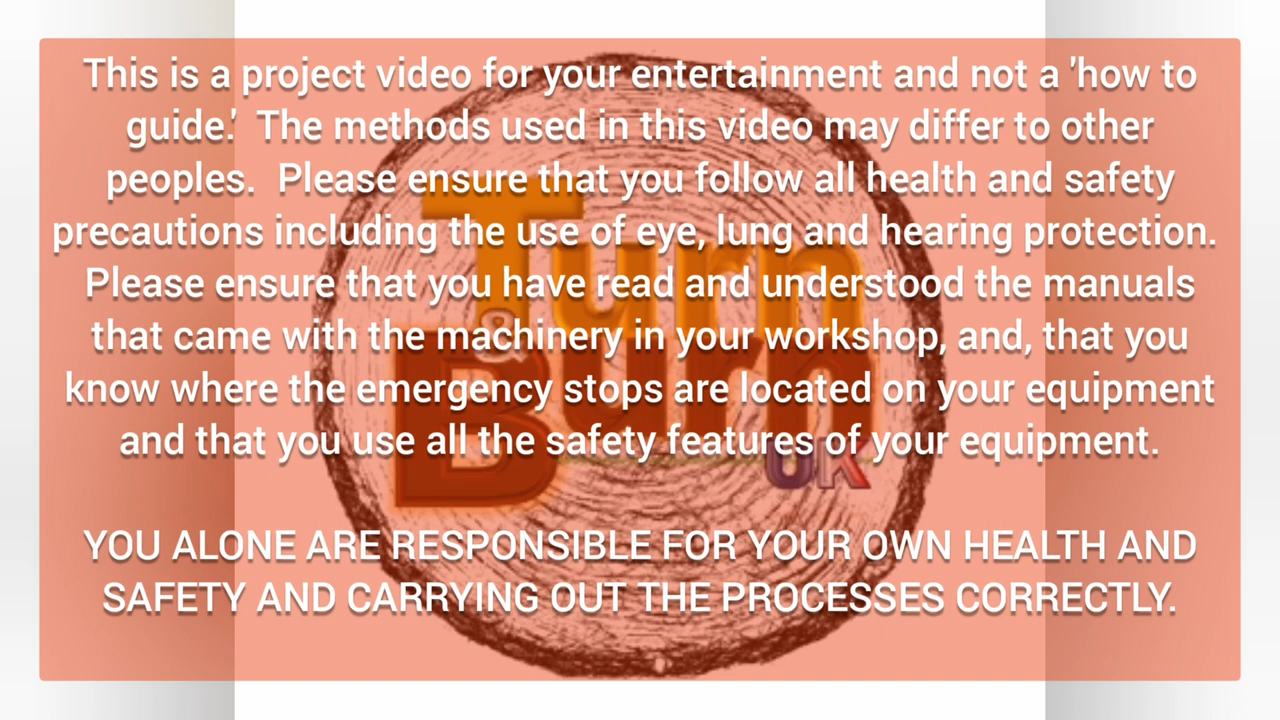 This is a project video for your entertainment and not a 'how to
guide.'  The methods used in this video may differ to other
peoples.  Please ensure that you follow all health and safety
precautions including the use of eye, lung and hearing protection.
Please ensure that you have read and understood the manuals
that came with the machinery in your workshop, and, that you
know where the emergency stops are located on your equipment
and that you use all the safety features of your equipment.
YOU ALONE ARE RESPONSIBLE FOR YOUR OWN HEALTH AND
SAFETY AND CARRYING OUT THE PROCESSES CORRECTLY.
Turn
&
Burn
UK